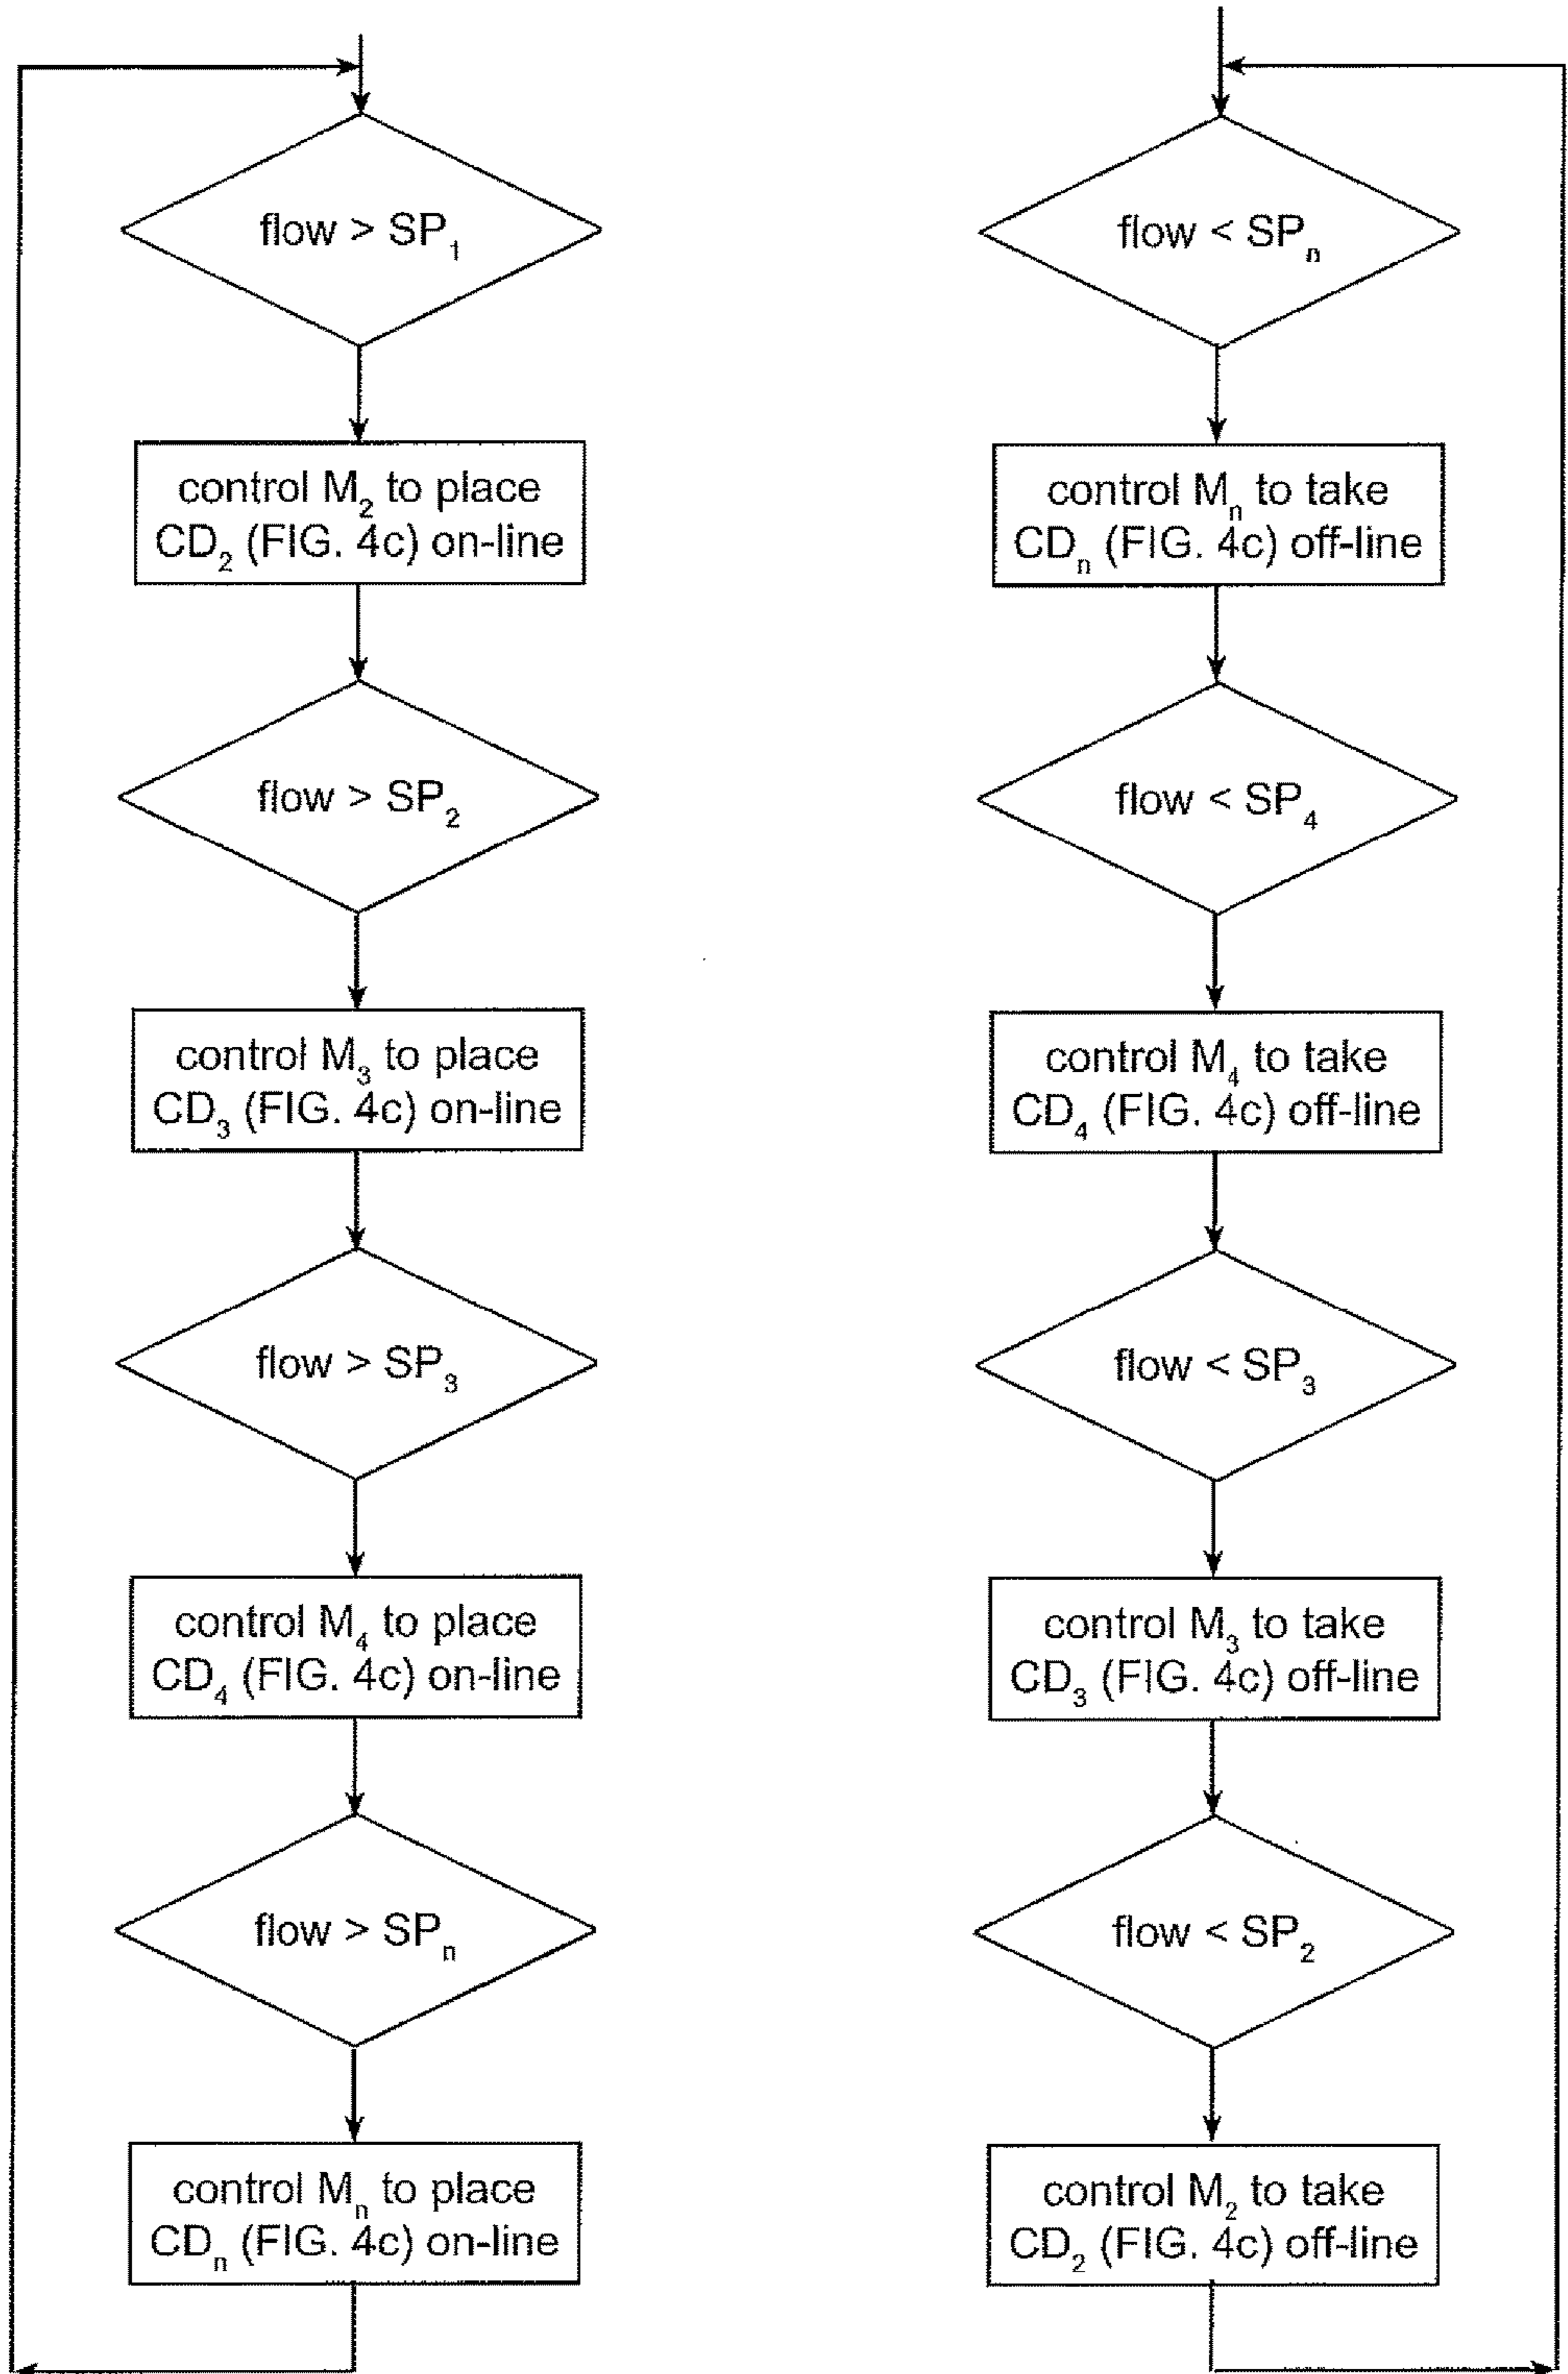 flow > SP₁
control M₂ to place
CD₂ (FIG. 4c) on-line
flow > SP₂
control M₃ to place
CD₃ (FIG. 4c) on-line
flow > SP₃
control M₄ to place
CD₄ (FIG. 4c) on-line
flow > SPₙ
control Mₙ to place
CDₙ (FIG. 4c) on-line
flow < SPₙ
control Mₙ to take
CDₙ (FIG. 4c) off-line
flow < SP₄
control M₄ to take
CD₄ (FIG. 4c) off-line
flow < SP₃
control M₃ to take
CD₃ (FIG. 4c) off-line
flow < SP₂
control M₂ to take
CD₂ (FIG. 4c) off-line